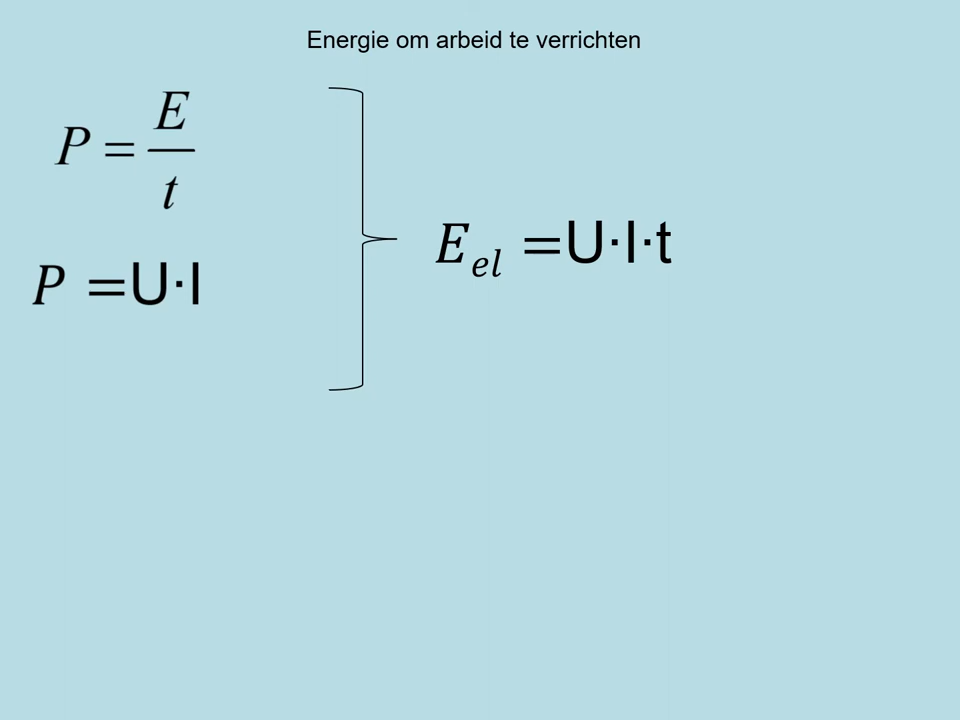 Energie om arbeid te verrichten
P = E/t
P = U·I
E_el = U·I·t